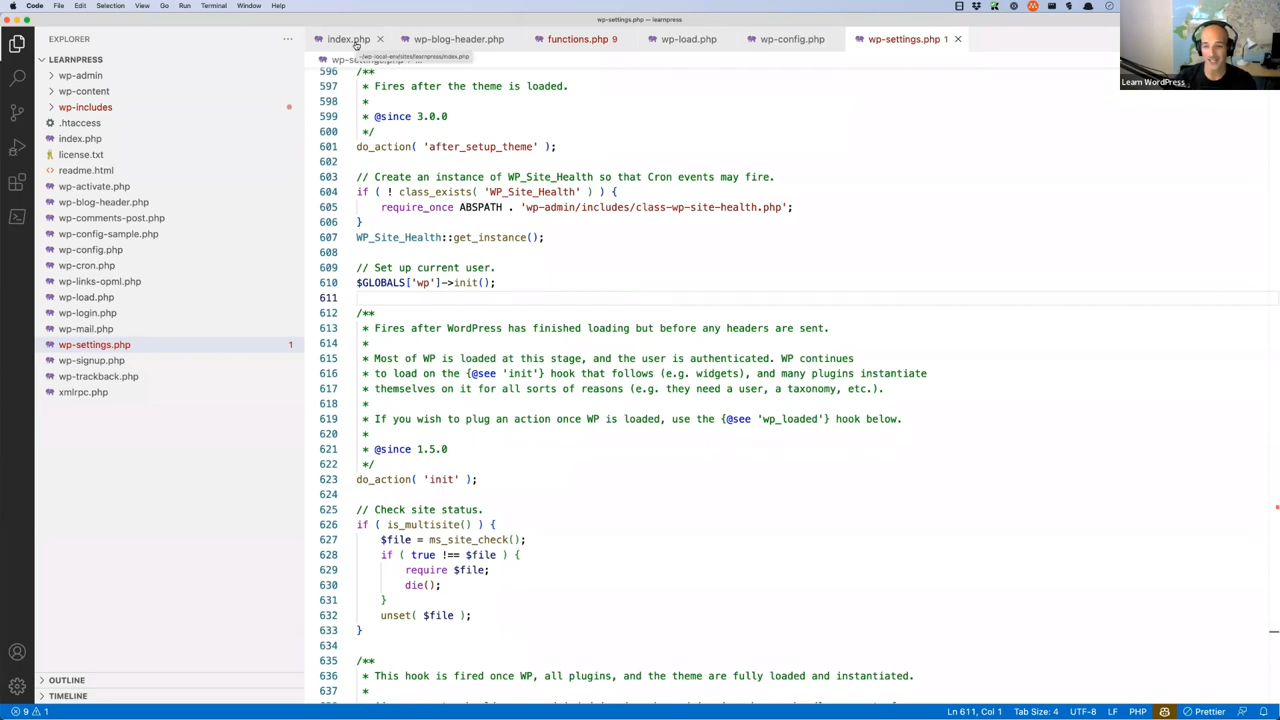 Code File Edit Selection View Go Run Terminal Window Help
wp-settings.php — learnpress
EXPLORER
LEARNPRESS
wp-admin
wp-content
wp-includes
.htaccess
index.php
license.txt
readme.html
wp-activate.php
wp-blog-header.php
wp-comments-post.php
wp-config-sample.php
wp-config.php
wp-cron.php
wp-links-opml.php
wp-load.php
wp-login.php
wp-mail.php
wp-settings.php 1
wp-signup.php
wp-trackback.php
xmlrpc.php
OUTLINE
TIMELINE
index.php wp-blog-header.php functions.php 9 wp-load.php wp-config.php wp-settings.php 1
~/wp-local-env/sites/learnpress/index.php
596 /**
597 * Fires after the theme is loaded.
598 *
599 * @since 3.0.0
600 */
601 do_action( 'after_setup_theme' );
602
603 // Create an instance of WP_Site_Health so that Cron events may fire.
604 if ( ! class_exists( 'WP_Site_Health' ) ) {
605 require_once ABSPATH . 'wp-admin/includes/class-wp-site-health.php';
606 }
607 WP_Site_Health::get_instance();
608
609 // Set up current user.
610 $GLOBALS['wp']->init();
611
612 /**
613 * Fires after WordPress has finished loading but before any headers are sent.
614 *
615 * Most of WP is loaded at this stage, and the user is authenticated. WP continues
616 * to load on the {@see 'init'} hook that follows (e.g. widgets), and many plugins instantiate
617 * themselves on it for all sorts of reasons (e.g. they need a user, a taxonomy, etc.).
618 *
619 * If you wish to plug an action once WP is loaded, use the {@see 'wp_loaded'} hook below.
620 *
621 * @since 1.5.0
622 */
623 do_action( 'init' );
624
625 // Check site status.
626 if ( is_multisite() ) {
627 $file = ms_site_check();
628 if ( true !== $file ) {
629 require $file;
630 die();
631 }
632 unset( $file );
633 }
634
635 /**
636 * This hook is fired once WP, all plugins, and the theme are fully loaded and instantiated.
637 *
Learn WordPress
9 1
Ln 611, Col 1 Tab Size: 4 UTF-8 LF PHP Prettier